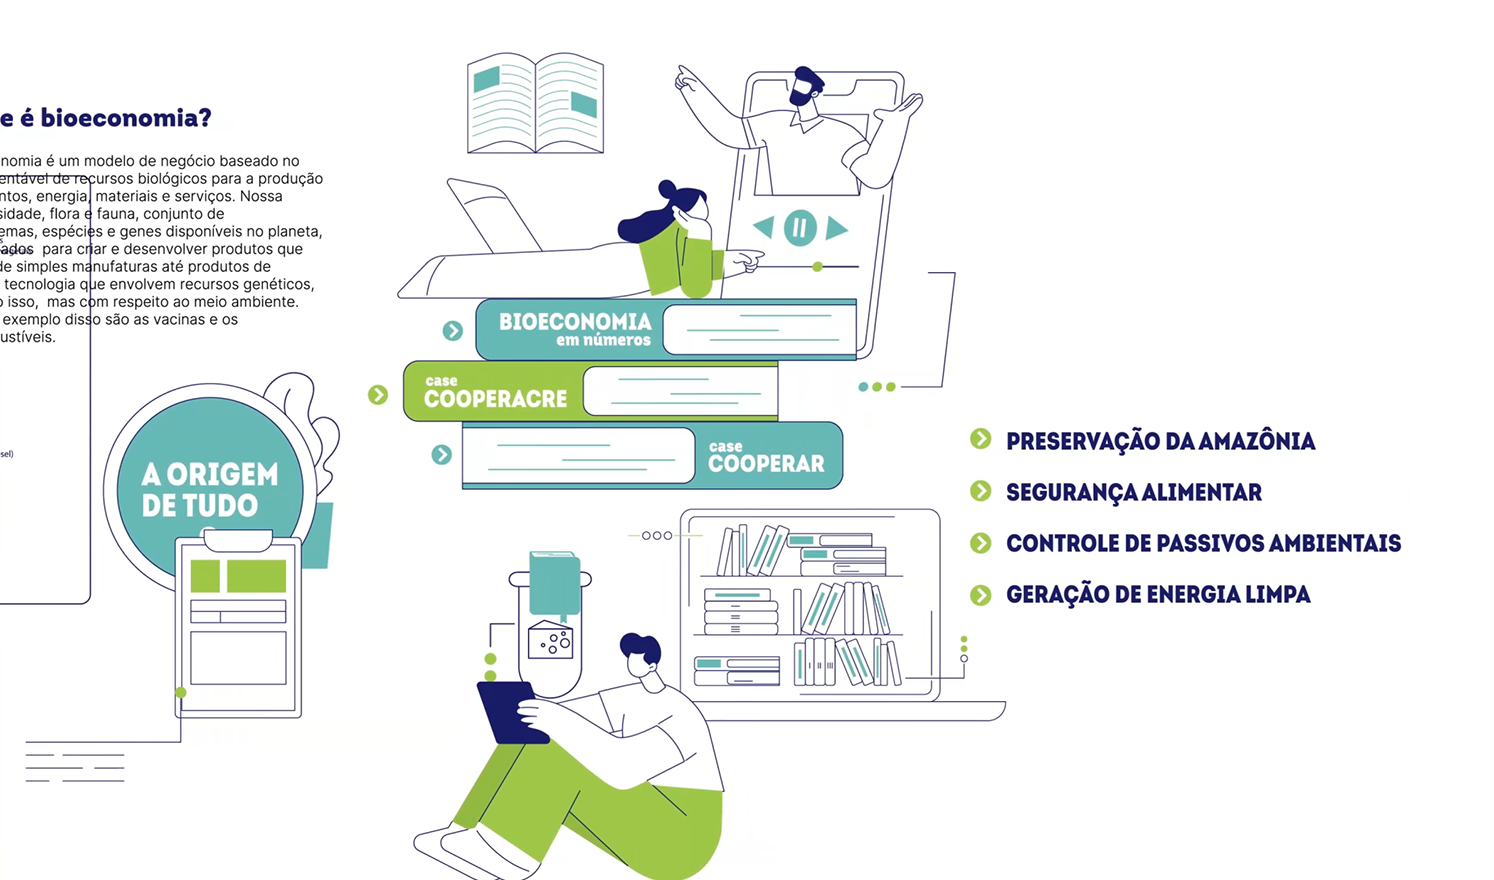 e é bioeconomia?
nomia é um modelo de negócio baseado no
entável de recursos biológicos para a produção
ntos, energia, materiais e serviços. Nossa
sidade, flora e fauna, conjunto de
emas, espécies e genes disponíveis no planeta,
ados para criar e desenvolver produtos que
de simples manufaturas até produtos de
tecnologia que envolvem recursos genéticos,
o isso, mas com respeito ao meio ambiente.
exemplo disso são as vacinas e os
ustíveis.
sel)
A ORIGEM
DE TUDO
BIOECONOMIA
em números
case
COOPERACRE
case
COOPERAR
PRESERVAÇÃO DA AMAZÔNIA
SEGURANÇA ALIMENTAR
CONTROLE DE PASSIVOS AMBIENTAIS
GERAÇÃO DE ENERGIA LIMPA